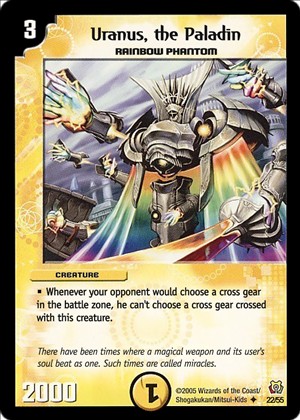 3
Uranus, the Paladin
RAINBOW PHANTOM
CREATURE
▪ Whenever your opponent would choose a cross gear
in the battle zone, he can't choose a cross gear crossed
with this creature.
There have been times where a magical weapon and its user's
soul beat as one. Such times are called miracles.
2000
1
©2005 Wizards of the Coast/
Shogakukan/Mitsui-Kids ✦ 22/55